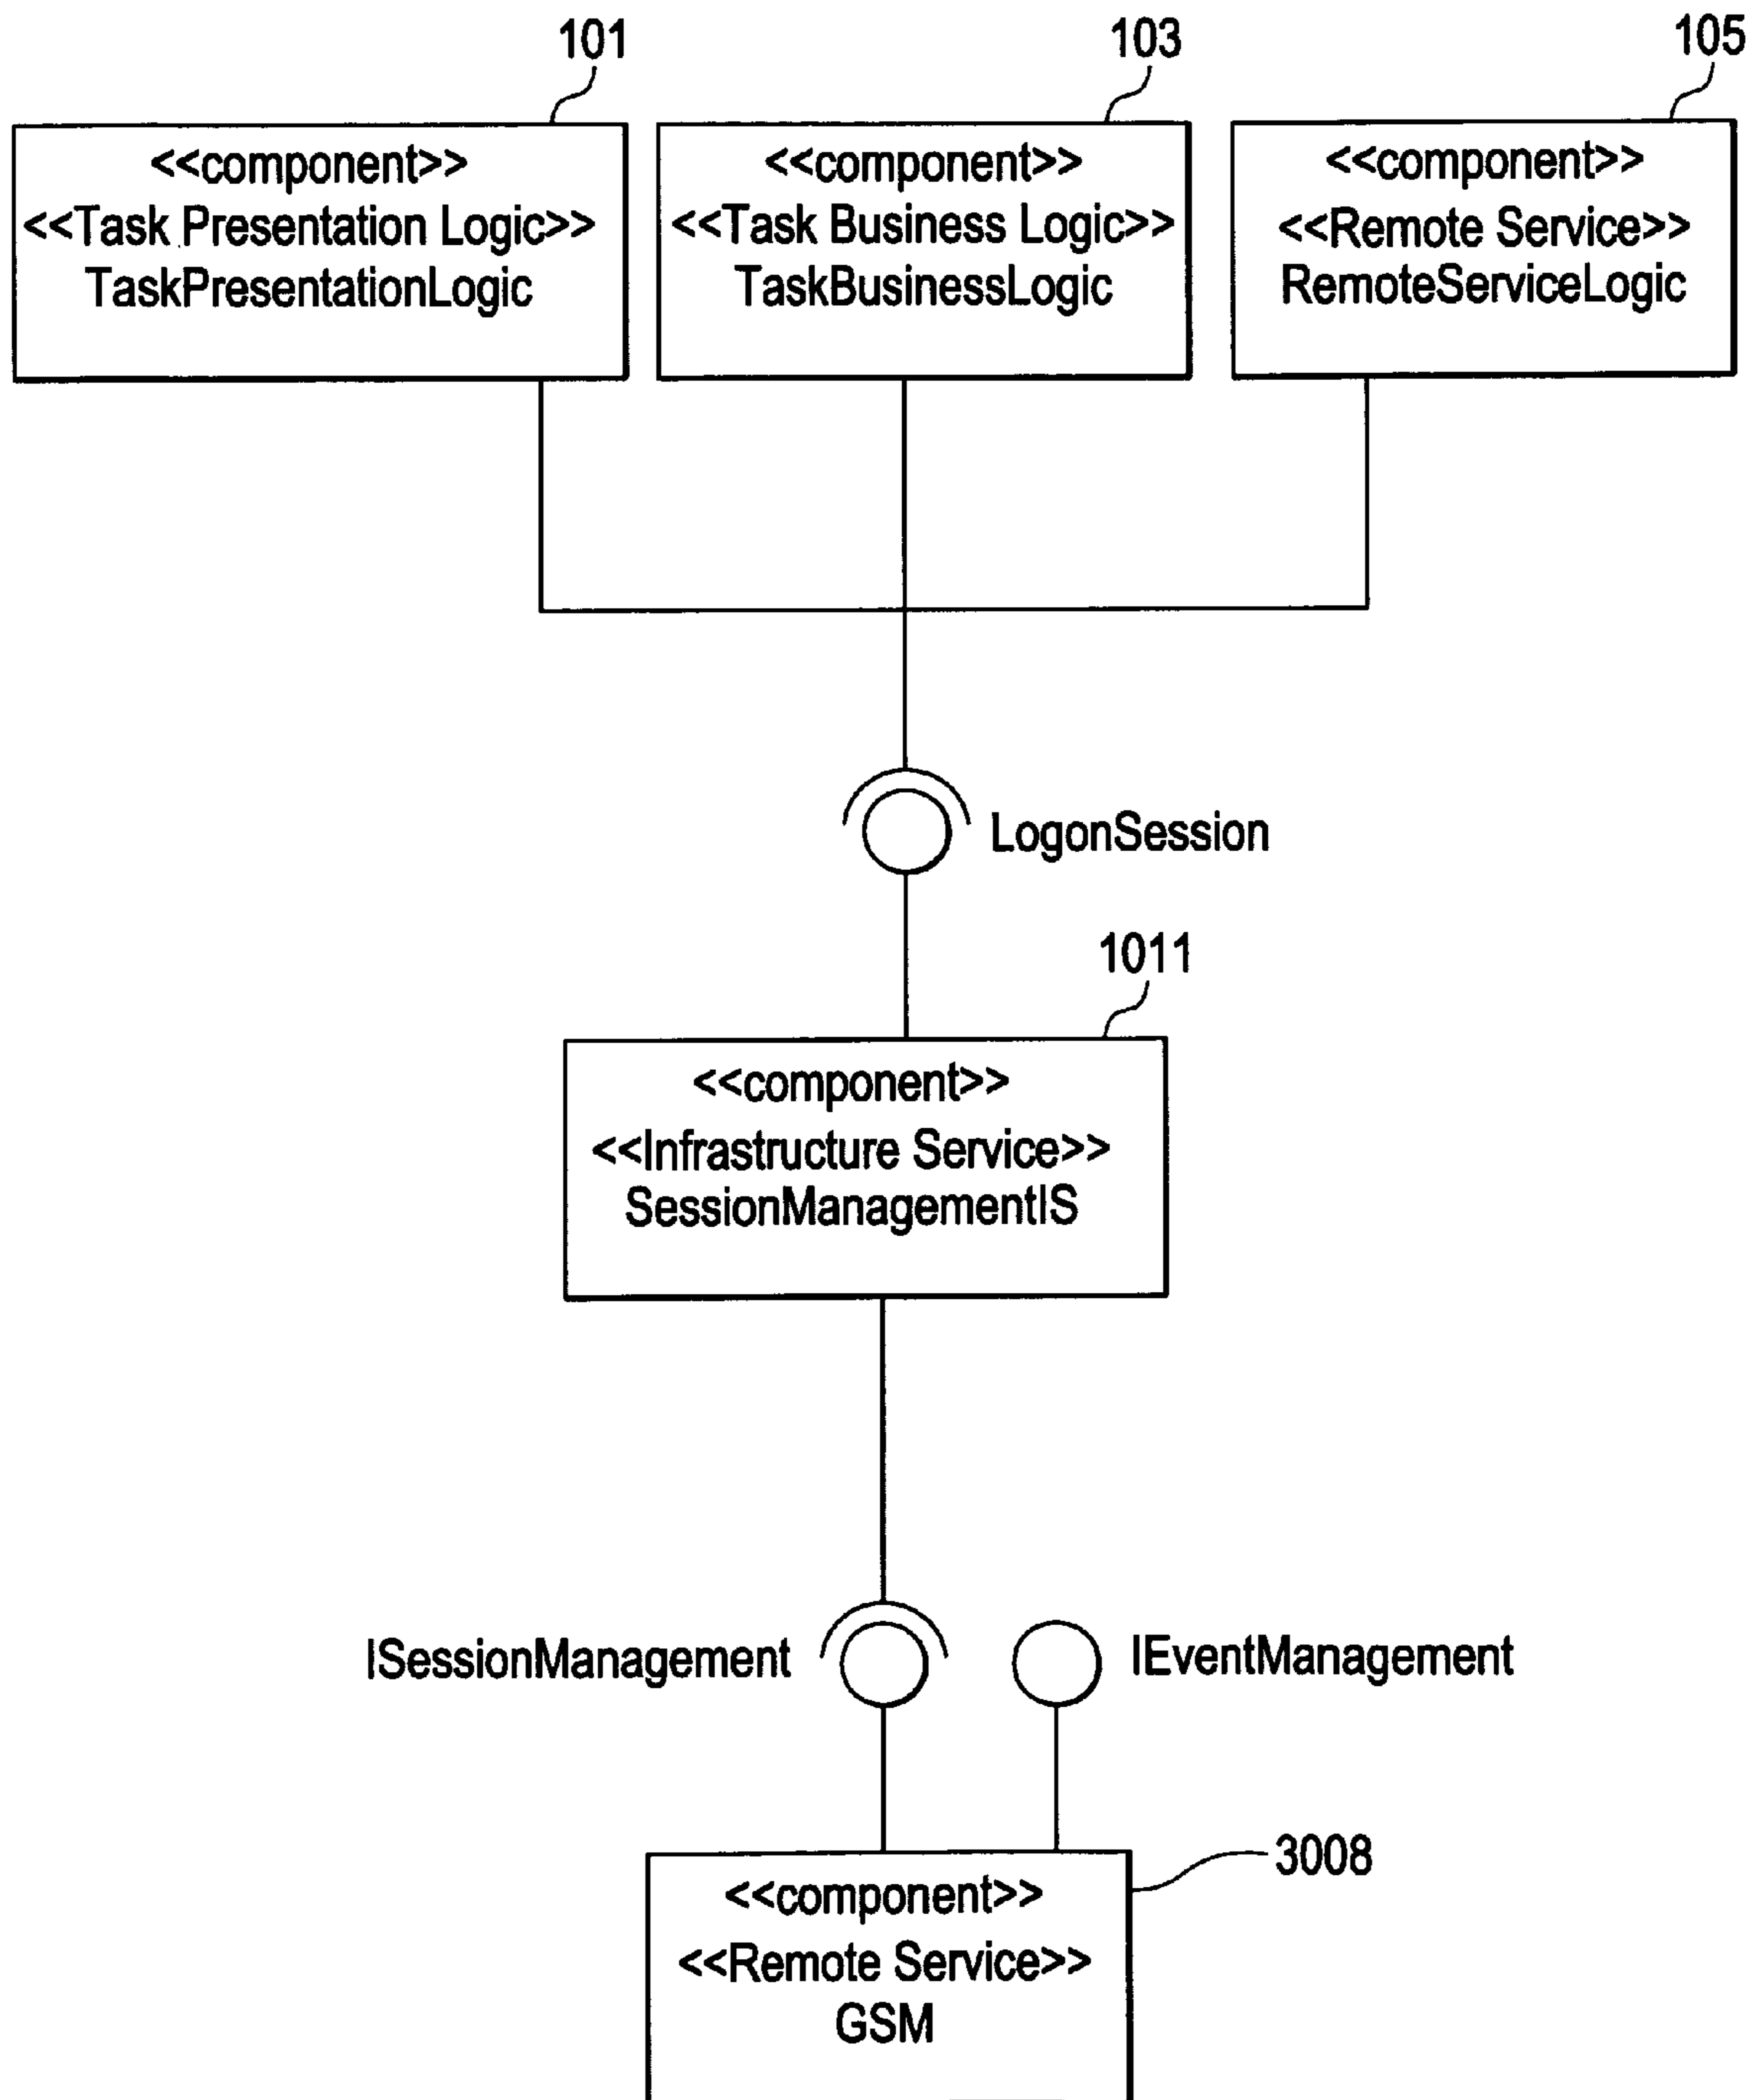 101
103
105
<<component>>
<<Task Presentation Logic>>
TaskPresentationLogic
<<component>>
<<Task Business Logic>>
TaskBusinessLogic
<<component>>
<<Remote Service>>
RemoteServiceLogic
LogonSession
1011
<<component>>
<<Infrastructure Service>>
SessionManagementIS
ISessionManagement
IEventManagement
3008
<<component>>
<<Remote Service>>
GSM